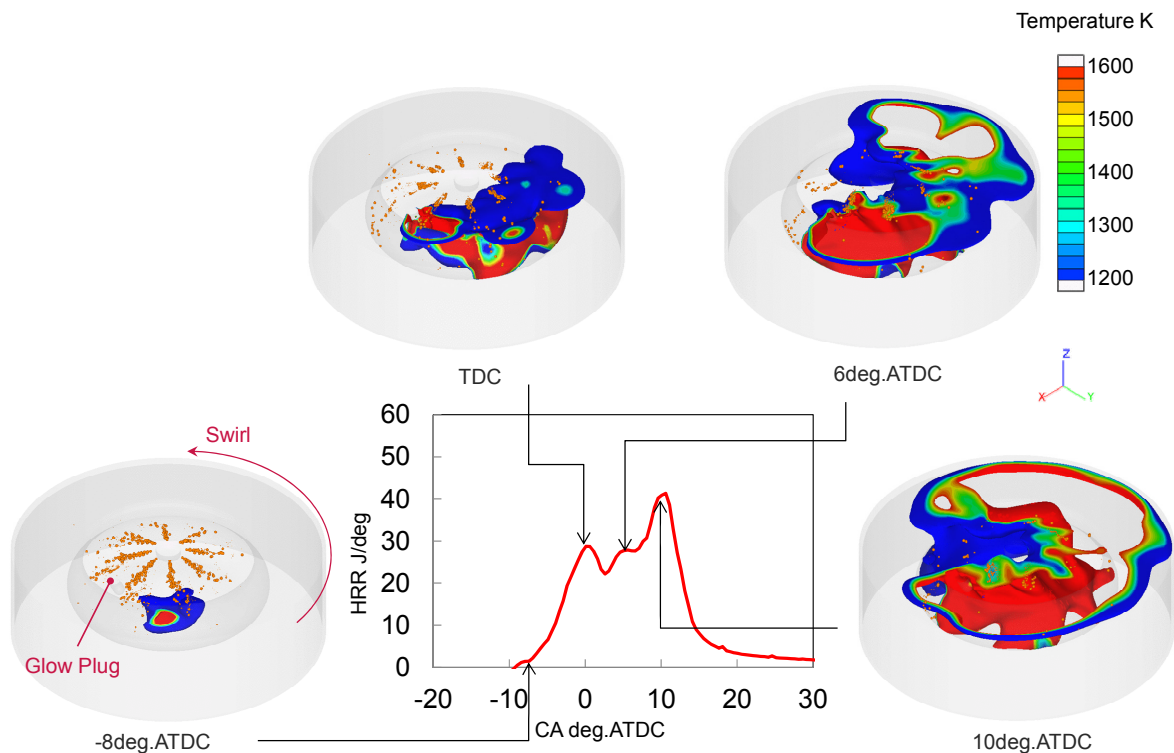 Temperature K
1600
1500
1400
1300
1200
Z
X
Y
TDC
6deg.ATDC
Swirl
Glow Plug
-8deg.ATDC
HRR J/deg
60
50
40
30
20
10
0
-20
-10
0
10
20
30
CA deg.ATDC
10deg.ATDC